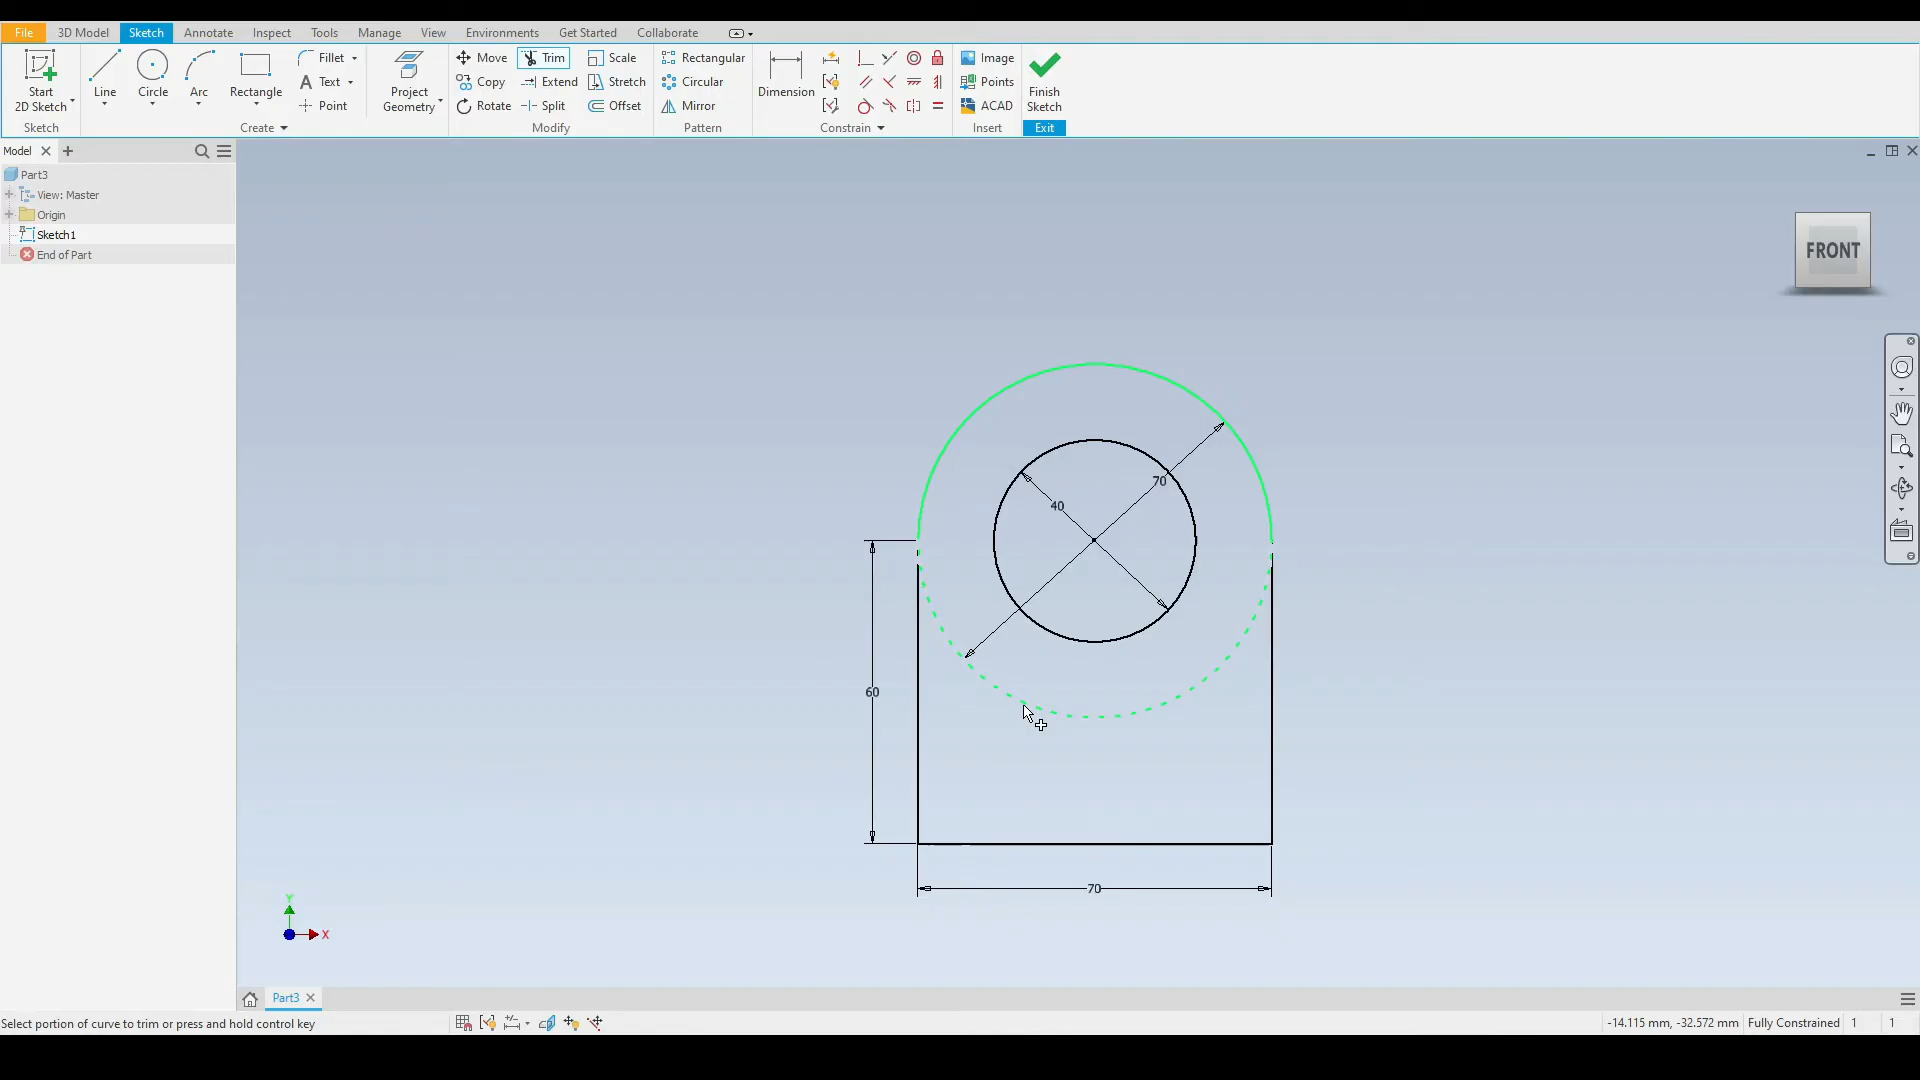 File 3D Model Sketch Annotate Inspect Tools Manage View Environments Get Started Collaborate
Fillet Move Trim Scale Rectangular Image
Text Copy Extend Stretch Circular Points
Start Line Circle Arc Rectangle Project Dimension Finish
2D Sketch Point Geometry Rotate Split Offset Mirror ACAD Sketch
Sketch Create Modify Pattern Constrain Insert Exit
Model
Part3
View: Master
Origin
Sketch1
End of Part
FRONT
70
40
60
70
Y
X
Part3
Select portion of curve to trim or press and hold control key
-14.115 mm, -32.572 mm Fully Constrained 1 1